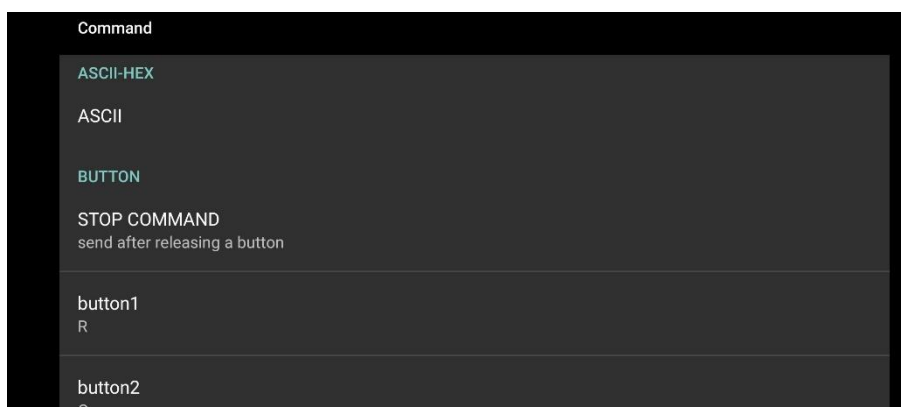 Command
ASCII-HEX
ASCII
BUTTON
STOP COMMAND
send after releasing a button
button1
R
button2